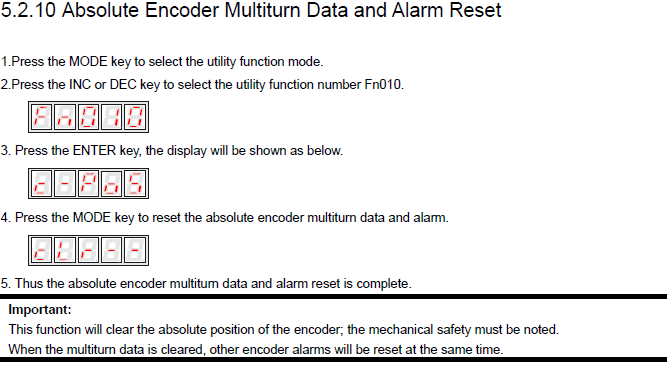 5.2.10 Absolute Encoder Multiturn Data and Alarm Reset
1.Press the MODE key to select the utility function mode.
2.Press the INC or DEC key to select the utility function number Fn010.
Fn010
3. Press the ENTER key, the display will be shown as below.
c-PoS
4. Press the MODE key to reset the absolute encoder multiturn data and alarm.
cLr--
5. Thus the absolute encoder multiturn data and alarm reset is complete.
Important:
This function will clear the absolute position of the encoder; the mechanical safety must be noted.
When the multiturn data is cleared, other encoder alarms will be reset at the same time.